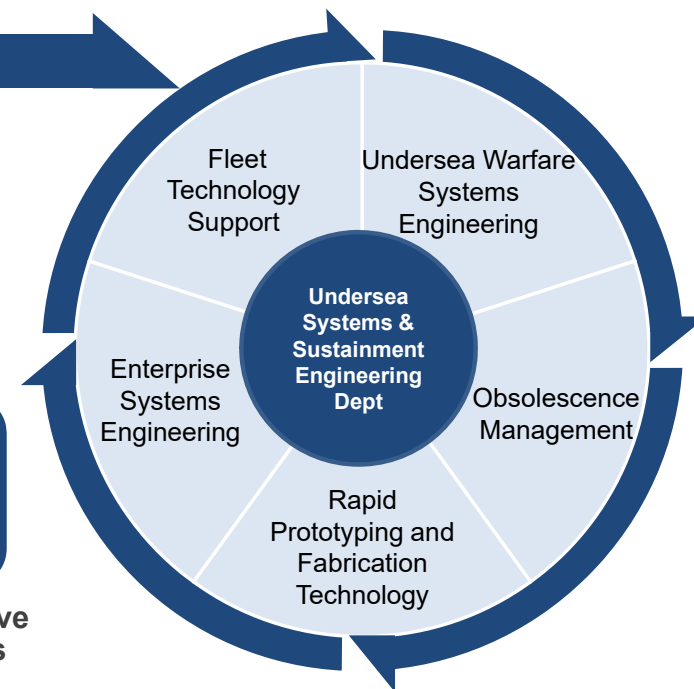 Fleet
Technology
Support
Undersea Warfare
Systems
Engineering
Undersea
Systems &
Sustainment
Engineering
Dept
Enterprise
Systems
Engineering
Obsolescence
Management
Rapid
Prototyping and
Fabrication
Technology